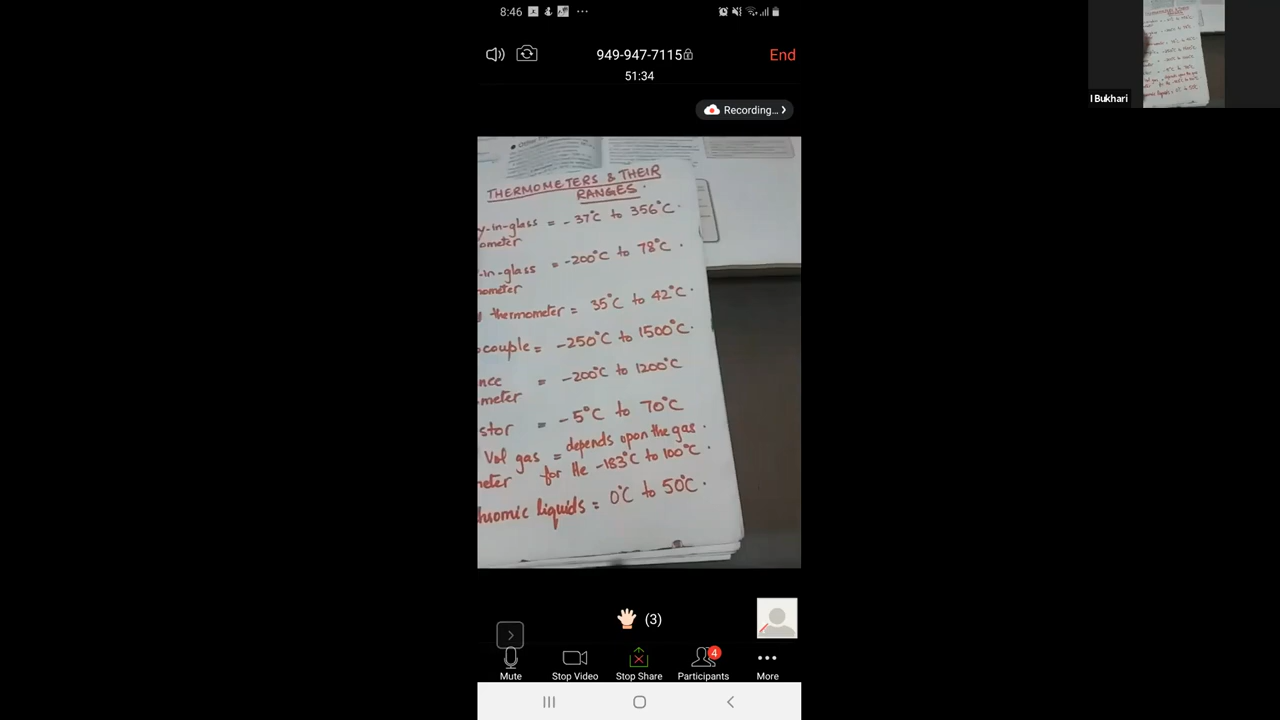 8:46
949-947-7115
End
51:34
Recording...
I Bukhari
THERMOMETERS & THEIR
RANGES.
y-in-glass = -37°C to 356°C.
ometer
-in-glass = -200°C to 78°C.
mometer
thermometer = 35°C to 42°C.
couple = -250°C to 1500°C.
nce = -200°C to 1200°C
meter
stor = -5°C to 70°C
Vol gas = depends upon the gas.
meter for He -183°C to 100°C.
hromic liquids = 0°C to 50°C.
(3)
4
Mute
Stop Video
Stop Share
Participants
More